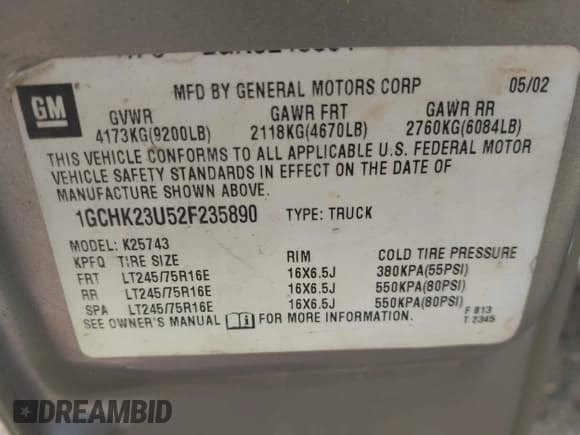 GM
MFD BY GENERAL MOTORS CORP 05/02
GVWR GAWR FRT GAWR RR
4173KG(9200LB) 2118KG(4670LB) 2760KG(6084LB)
THIS VEHICLE CONFORMS TO ALL APPLICABLE U.S. FEDERAL MOTOR
VEHICLE SAFETY STANDARDS IN EFFECT ON THE DATE OF
MANUFACTURE SHOWN ABOVE.
1GCHK23U52F235890 TYPE: TRUCK
MODEL: K25743
KPFQ TIRE SIZE RIM COLD TIRE PRESSURE
FRT LT245/75R16E 16X6.5J 380KPA(55PSI)
RR LT245/75R16E 16X6.5J 550KPA(80PSI)
SPA LT245/75R16E 16X6.5J 550KPA(80PSI)
SEE OWNER'S MANUAL FOR MORE INFORMATION.
F 813
T 2345
DREAMBID